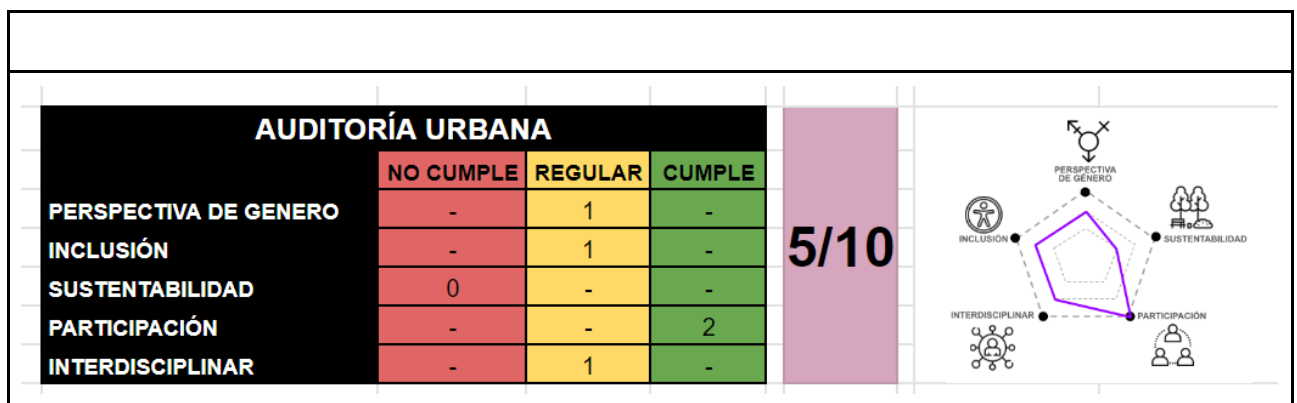 AUDITORÍA URBANA
NO CUMPLE REGULAR CUMPLE
PERSPECTIVA DE GENERO - 1 -
INCLUSIÓN - 1 -
SUSTENTABILIDAD 0 - -
PARTICIPACIÓN - - 2
INTERDISCIPLINAR - 1 -
5/10
PERSPECTIVA
DE GÉNERO
INCLUSIÓN
SUSTENTABILIDAD
INTERDISCIPLINAR
PARTICIPACIÓN